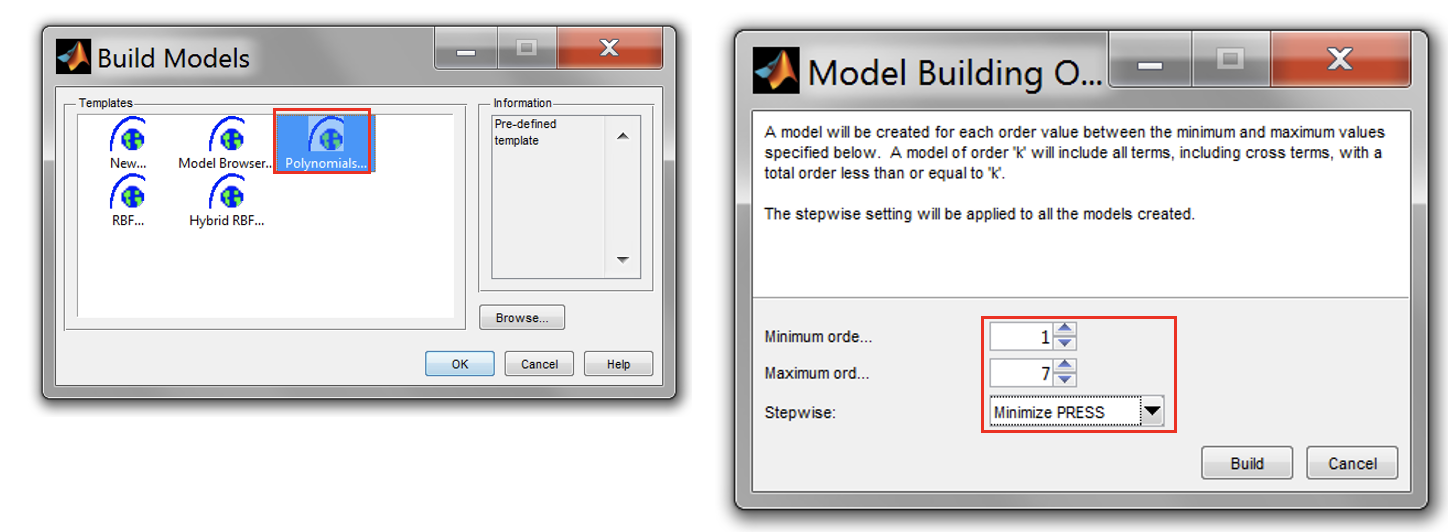 Build Models
Templates
New...
Model Browser...
Polynomials...
RBF...
Hybrid RBF...
Information
Pre-defined
template
Browse...
OK
Cancel
Help
Model Building O...
A model will be created for each order value between the minimum and maximum values
specified below.  A model of order 'k' will include all terms, including cross terms, with a
total order less than or equal to 'k'.
The stepwise setting will be applied to all the models created.
Minimum orde...
1
Maximum ord...
7
Stepwise:
Minimize PRESS
Build
Cancel